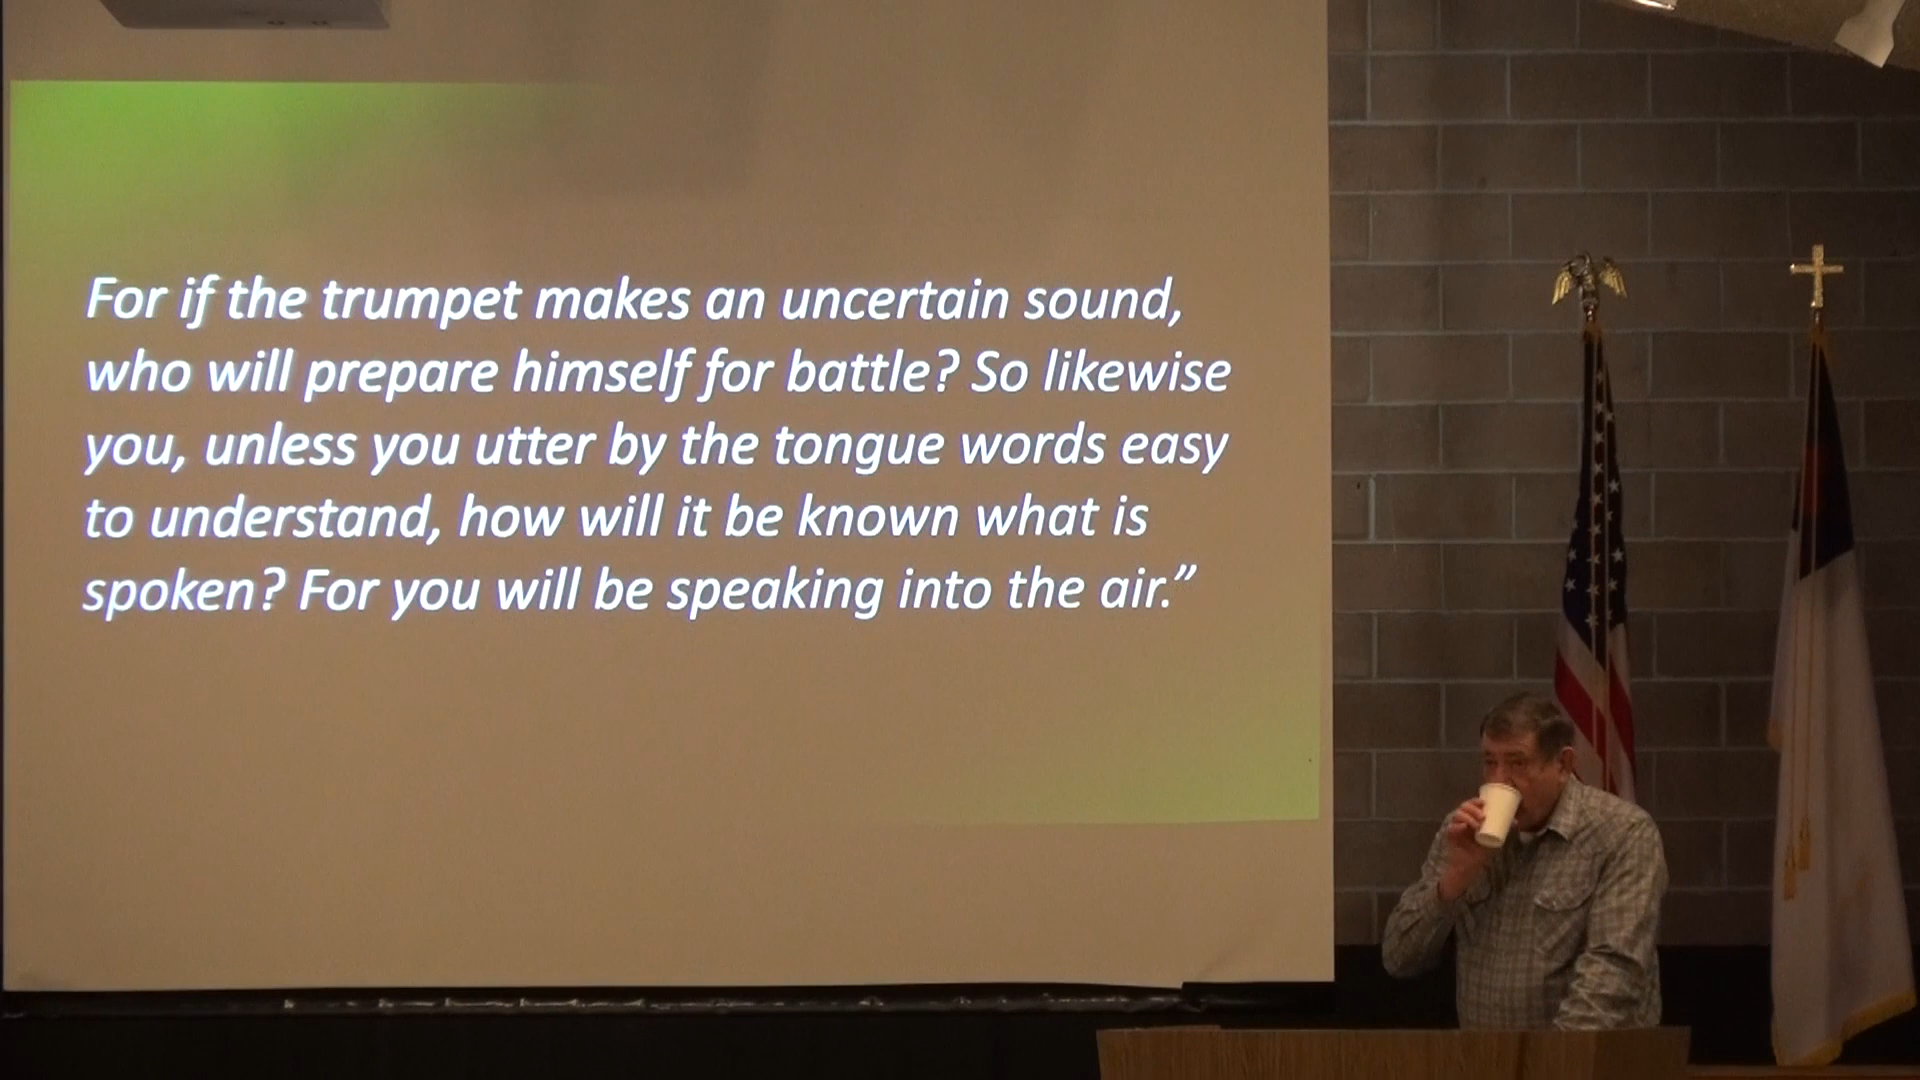 For if the trumpet makes an uncertain sound,
who will prepare himself for battle? So likewise
you, unless you utter by the tongue words easy
to understand, how will it be known what is
spoken? For you will be speaking into the air.”